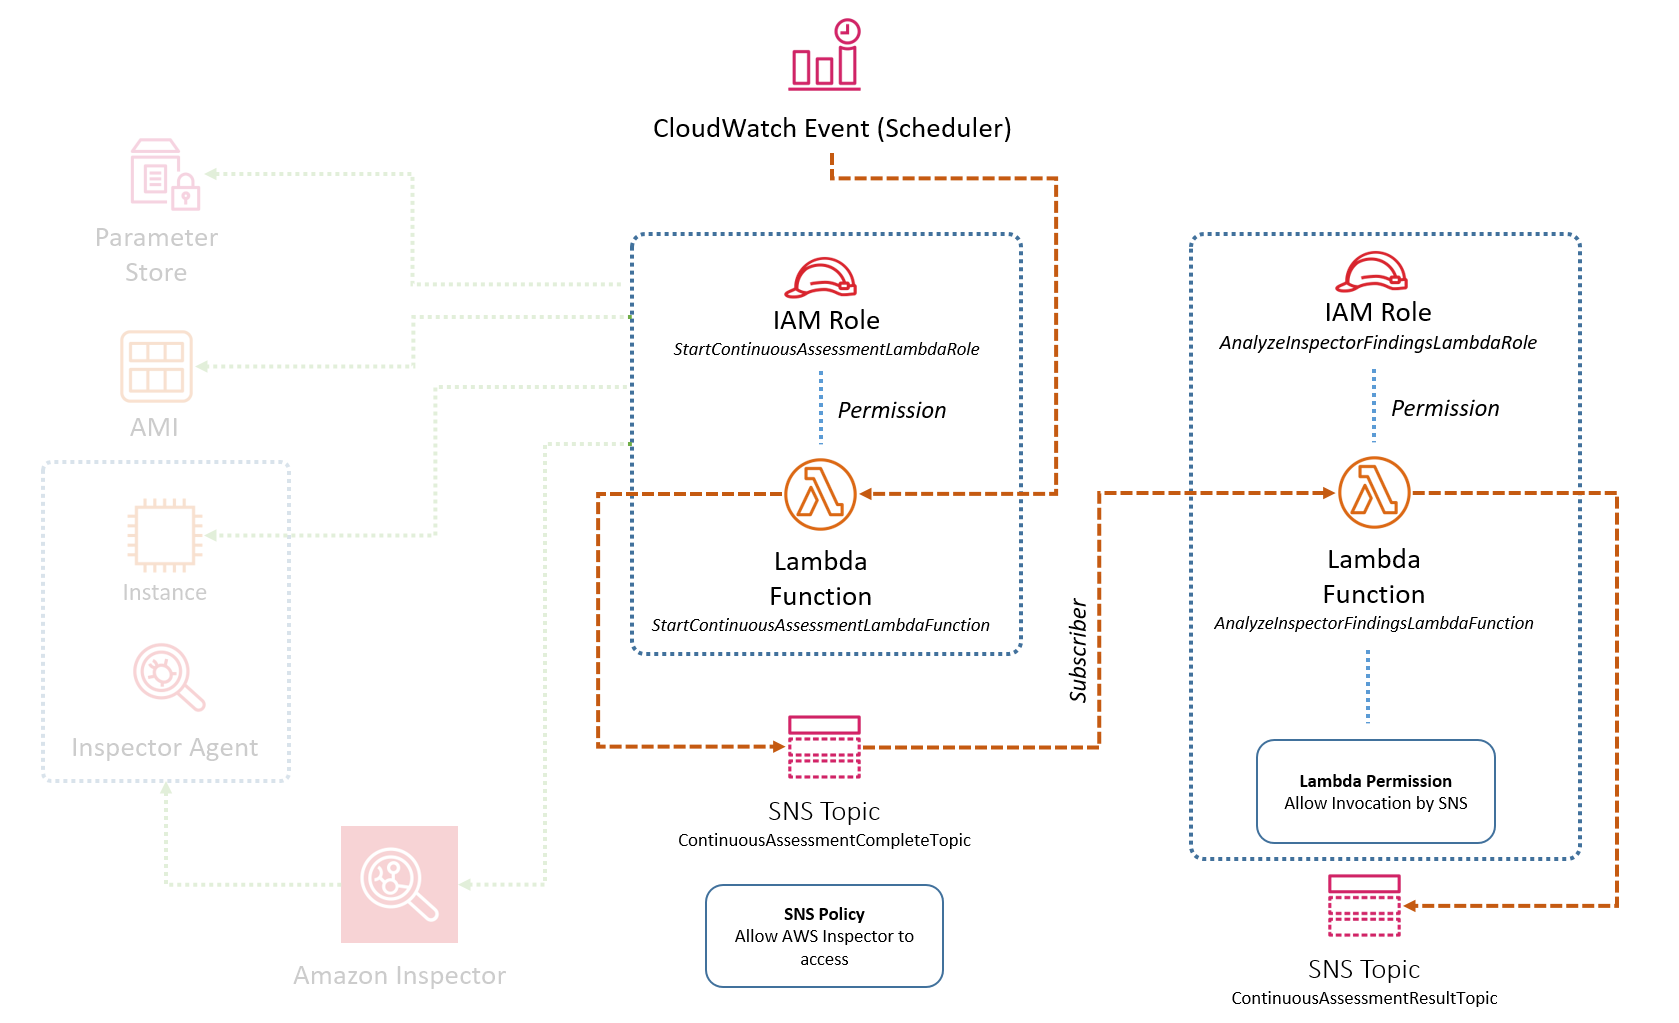 CloudWatch Event (Scheduler)
Parameter
Store
AMI
Instance
Inspector Agent
Amazon Inspector
IAM Role
StartContinuousAssessmentLambdaRole
Permission
Lambda
Function
StartContinuousAssessmentLambdaFunction
SNS Topic
ContinuousAssessmentCompleteTopic
SNS Policy
Allow AWS Inspector to
access
Subscriber
IAM Role
AnalyzeInspectorFindingsLambdaRole
Permission
Lambda
Function
AnalyzeInspectorFindingsLambdaFunction
Lambda Permission
Allow Invocation by SNS
SNS Topic
ContinuousAssessmentResultTopic